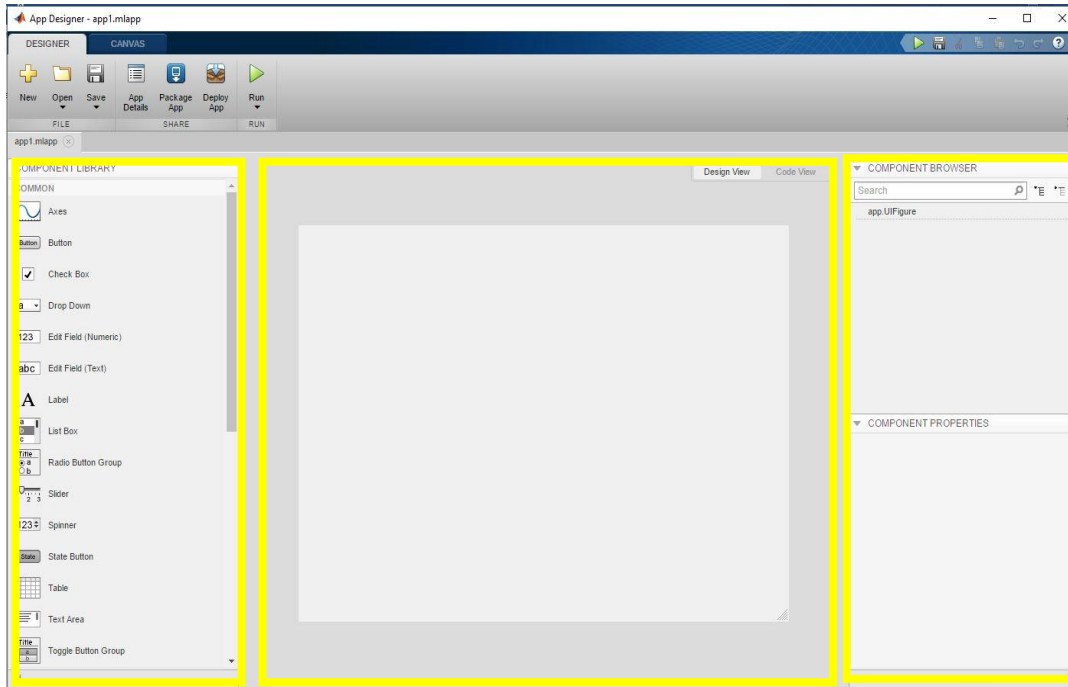 App Designer - app1.mlapp
DESIGNER CANVAS
New Open Save App Details Package App Deploy App Run
FILE SHARE RUN
app1.mlapp
COMPONENT LIBRARY
COMMON
Axes
Button Button
Check Box
a Drop Down
123 Edit Field (Numeric)
abc Edit Field (Text)
A Label
a
b
c
List Box
Title
a
b
Radio Button Group
2 3
Slider
123 Spinner
State State Button
Table
Text Area
Title
a
b
Toggle Button Group
Design View Code View
COMPONENT BROWSER
Search
app.UIFigure
COMPONENT PROPERTIES